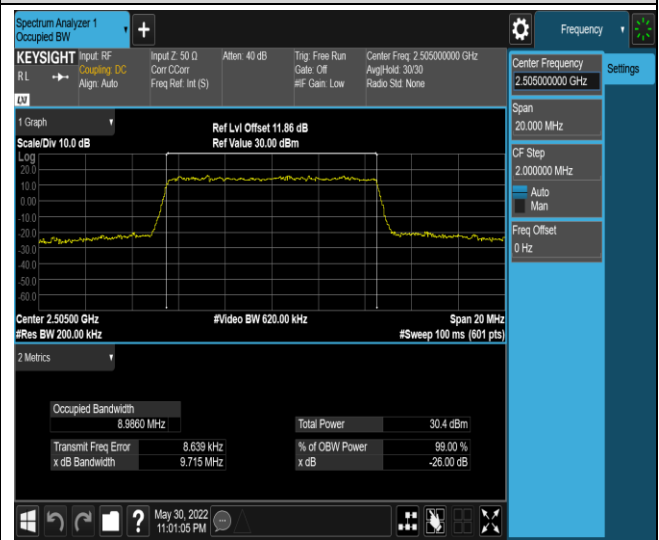 Spectrum Analyzer 1
Occupied BW
Frequency
KEYSIGHT
R L
LXI
Input: RF
Coupling: DC
Align: Auto
Input Z: 50 Ω
Corr CCorr
Freq Ref: Int (S)
Atten: 40 dB
Trig: Free Run
Gate: Off
#IF Gain: Low
Center Freq: 2.505000000 GHz
Avg|Hold: 30/30
Radio Std: None
Center Frequency
2.505000000 GHz
Settings
Span
20.000 MHz
CF Step
2.000000 MHz
Auto
Man
Freq Offset
0 Hz
1 Graph
Scale/Div 10.0 dB
Ref Lvl Offset 11.86 dB
Ref Value 30.00 dBm
Log
20.0
10.0
0.00
-10.0
-20.0
-30.0
-40.0
-50.0
-60.0
Center 2.50500 GHz
#Video BW 620.00 kHz
Span 20 MHz
#Res BW 200.00 kHz
#Sweep 100 ms (601 pts)
2 Metrics
Occupied Bandwidth
8.9860 MHz
Total Power 30.4 dBm
Transmit Freq Error 8.639 kHz
% of OBW Power 99.00 %
x dB Bandwidth 9.715 MHz
x dB -26.00 dB
?
May 30, 2022
11:01:05 PM